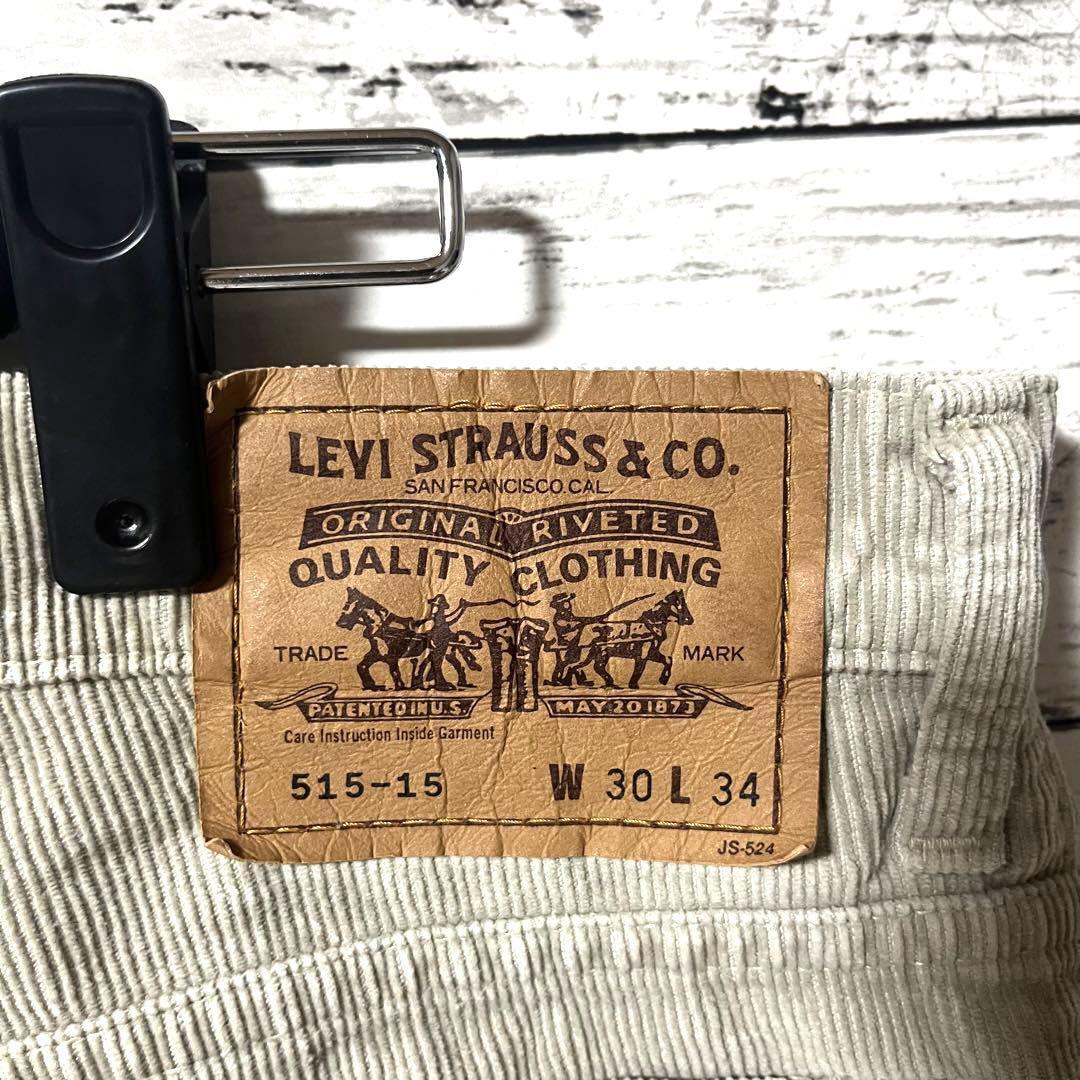 LEVI STRAUSS & CO.
SAN FRANCISCO.CAL.
ORIGINAL RIVETED
QUALITY CLOTHING
TRADE MARK
PATENTED IN U.S. MAY 20 1873
Care Instruction Inside Garment
515-15 W 30 L 34
JS-524